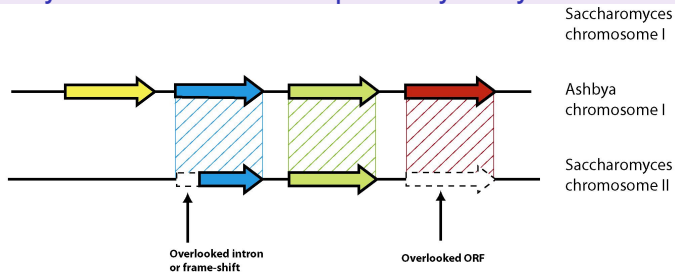 Saccharomyces
chromosome I
Ashbya
chromosome I
Saccharomyces
chromosome II
Overlooked intron
or frame-shift
Overlooked ORF